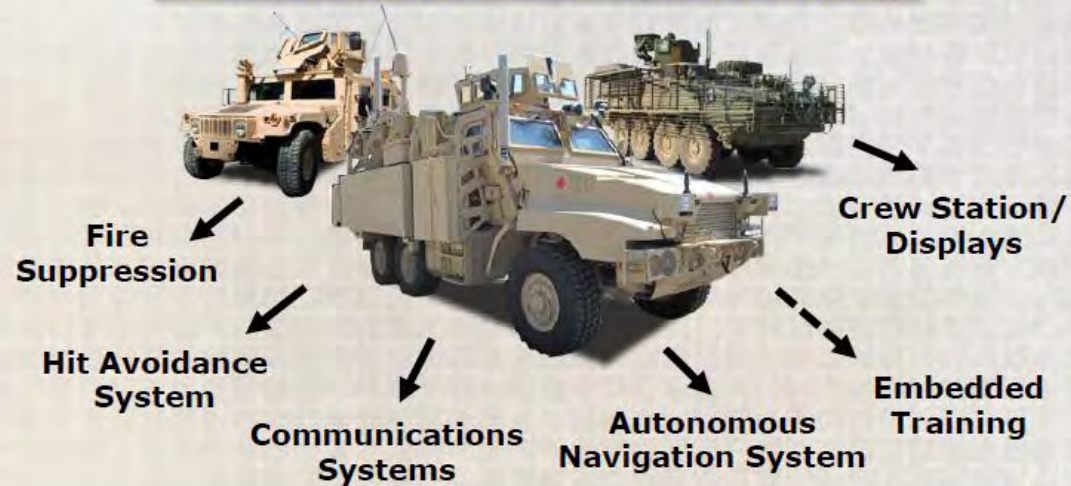 Crew Station/
Displays
Fire
Suppression
Hit Avoidance
System
Embedded
Training
Autonomous
Navigation System
Communications
Systems